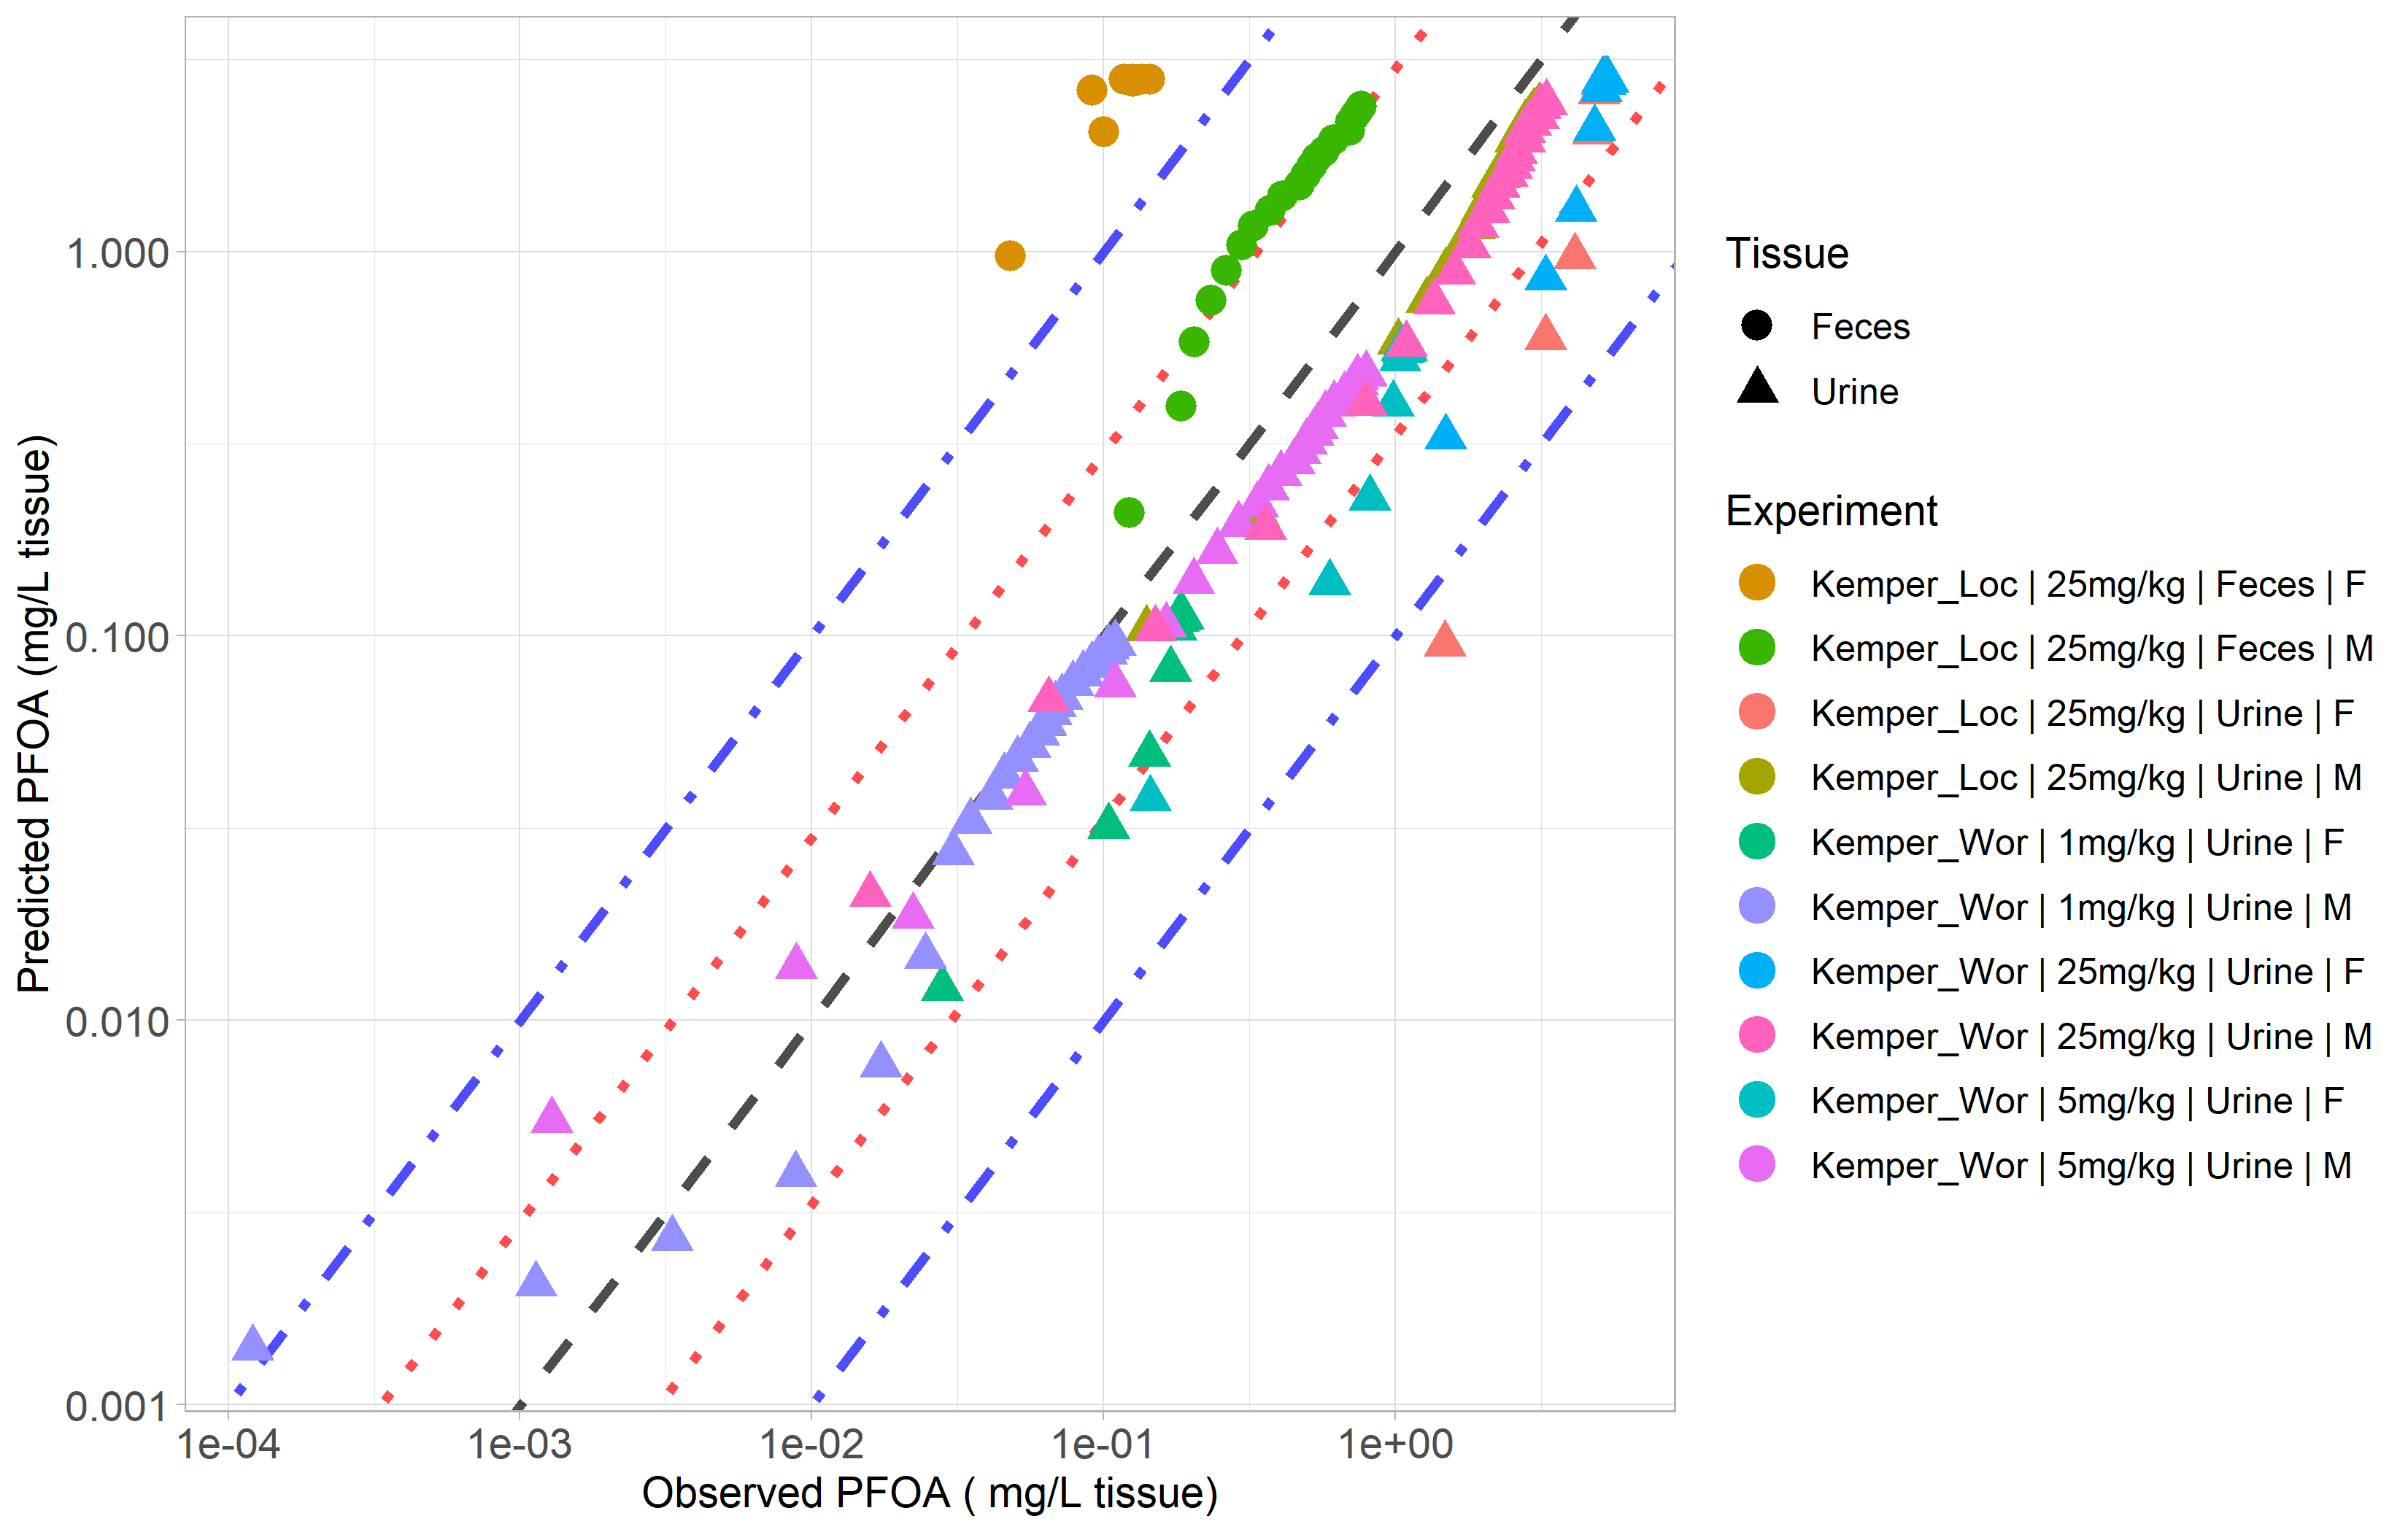 Predicted PFOA (mg/L tissue)
1.000
0.100
0.010
0.001
1e-04
1e-03
1e-02
1e-01
1e+00
Observed PFOA ( mg/L tissue)
Tissue
Feces
Urine
Experiment
Kemper_Loc | 25mg/kg | Feces | F
Kemper_Loc | 25mg/kg | Feces | M
Kemper_Loc | 25mg/kg | Urine | F
Kemper_Loc | 25mg/kg | Urine | M
Kemper_Wor | 1mg/kg | Urine | F
Kemper_Wor | 1mg/kg | Urine | M
Kemper_Wor | 25mg/kg | Urine | F
Kemper_Wor | 25mg/kg | Urine | M
Kemper_Wor | 5mg/kg | Urine | F
Kemper_Wor | 5mg/kg | Urine | M